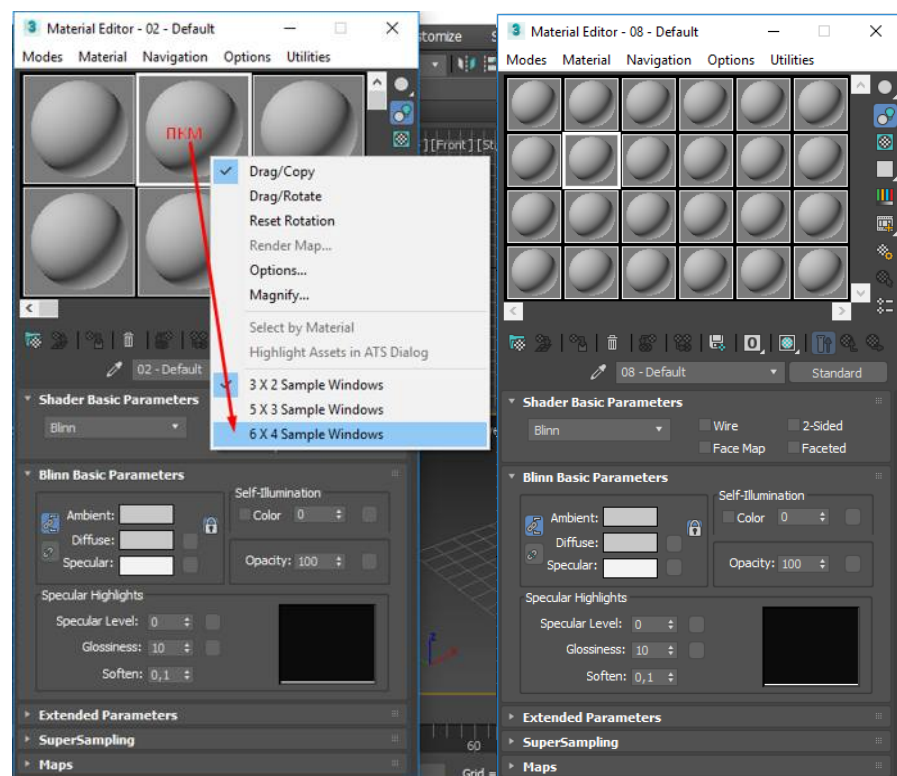 Material Editor - 02 - Default
Modes Material Navigation Options Utilities
ПКМ
Drag/Copy
Drag/Rotate
Reset Rotation
Render Map...
Options...
Magnify...
Select by Material
Highlight Assets in ATS Dialog
3 X 2 Sample Windows
5 X 3 Sample Windows
6 X 4 Sample Windows
02 - Default
Shader Basic Parameters
Blinn
Blinn Basic Parameters
Self-Illumination
Ambient:
Color 0
Diffuse:
Specular:
Opacity: 100
Specular Highlights
Specular Level: 0
Glossiness: 10
Soften: 0,1
Extended Parameters
SuperSampling
Maps
tomize S
][Front][St
60
Grid =
Material Editor - 08 - Default
Modes Material Navigation Options Utilities
08 - Default
Standard
Shader Basic Parameters
Blinn
Wire 2-Sided
Face Map Faceted
Blinn Basic Parameters
Self-Illumination
Ambient:
Color 0
Diffuse:
Specular:
Opacity: 100
Specular Highlights
Specular Level: 0
Glossiness: 10
Soften: 0,1
Extended Parameters
SuperSampling
Maps